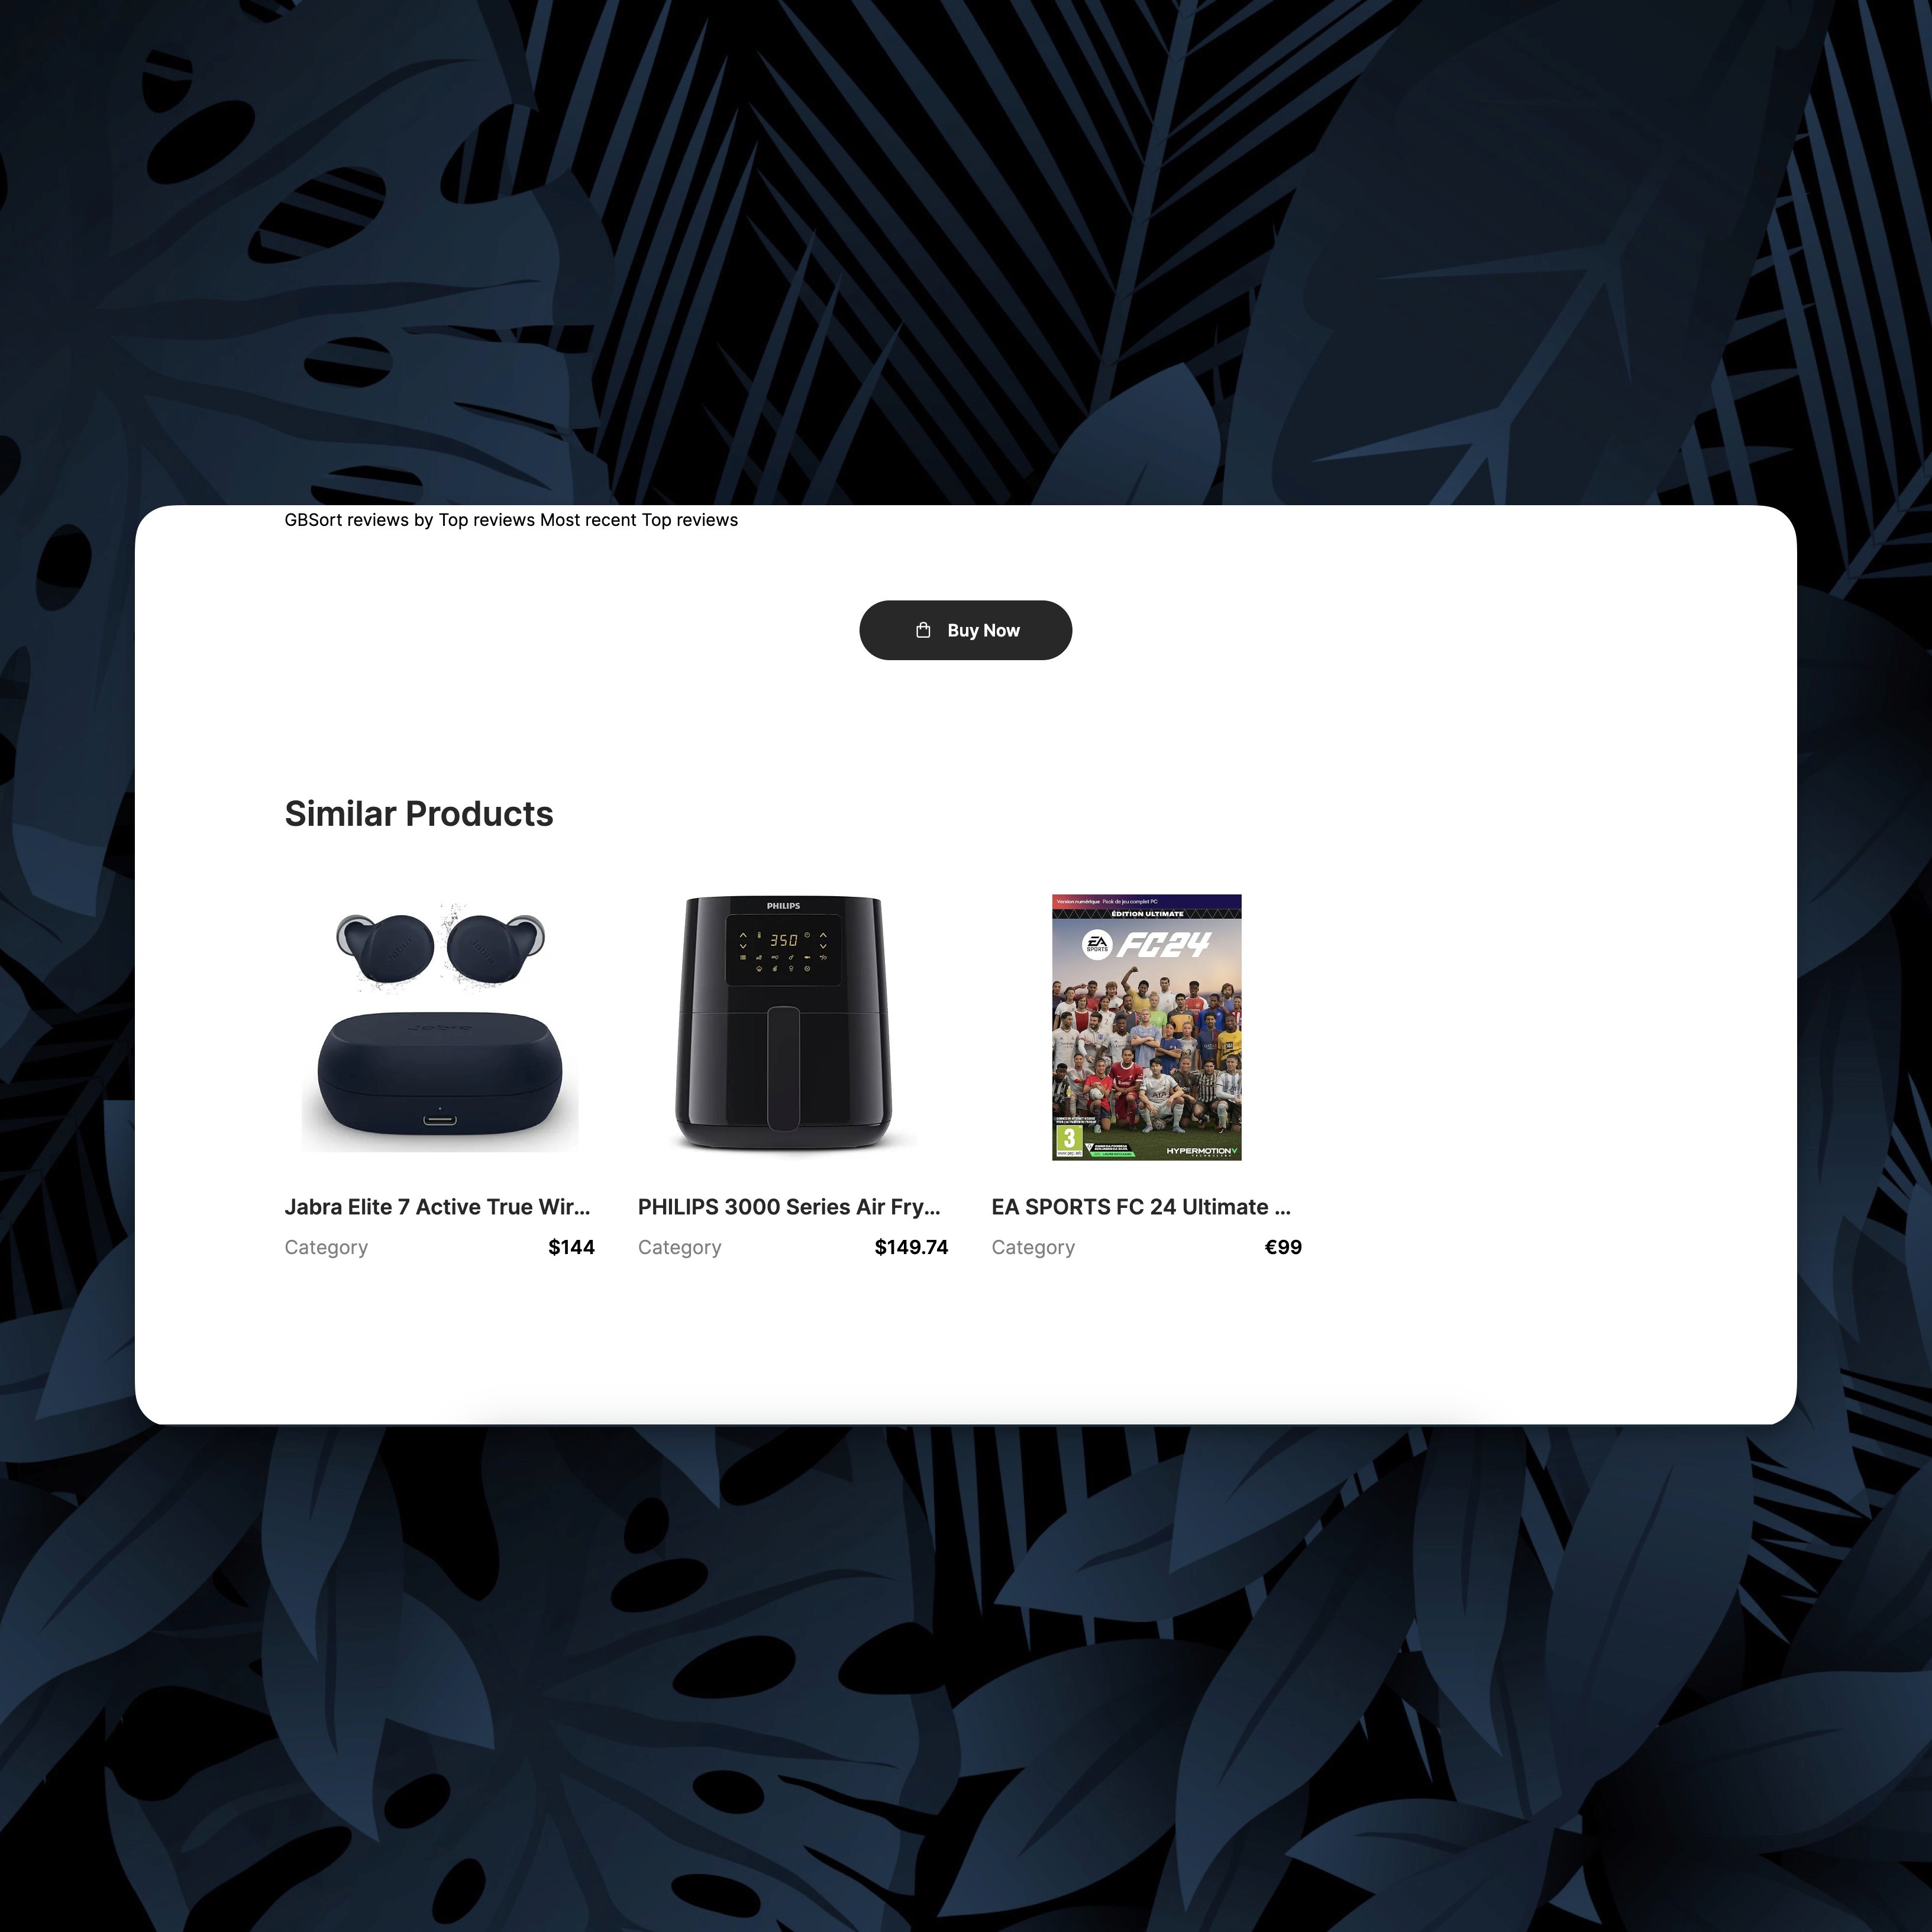 GBSort reviews by Top reviews Most recent Top reviews
Buy Now
Similar Products
PHILIPS
350
Version numérique Pack de jeu complet PC
ÉDITION ULTIMATE
EA
SPORTS
FC24
3
HYPERMOTIONV
Jabra Elite 7 Active True Wir...
PHILIPS 3000 Series Air Fry...
EA SPORTS FC 24 Ultimate ...
Category
$144
Category
$149.74
Category
€99